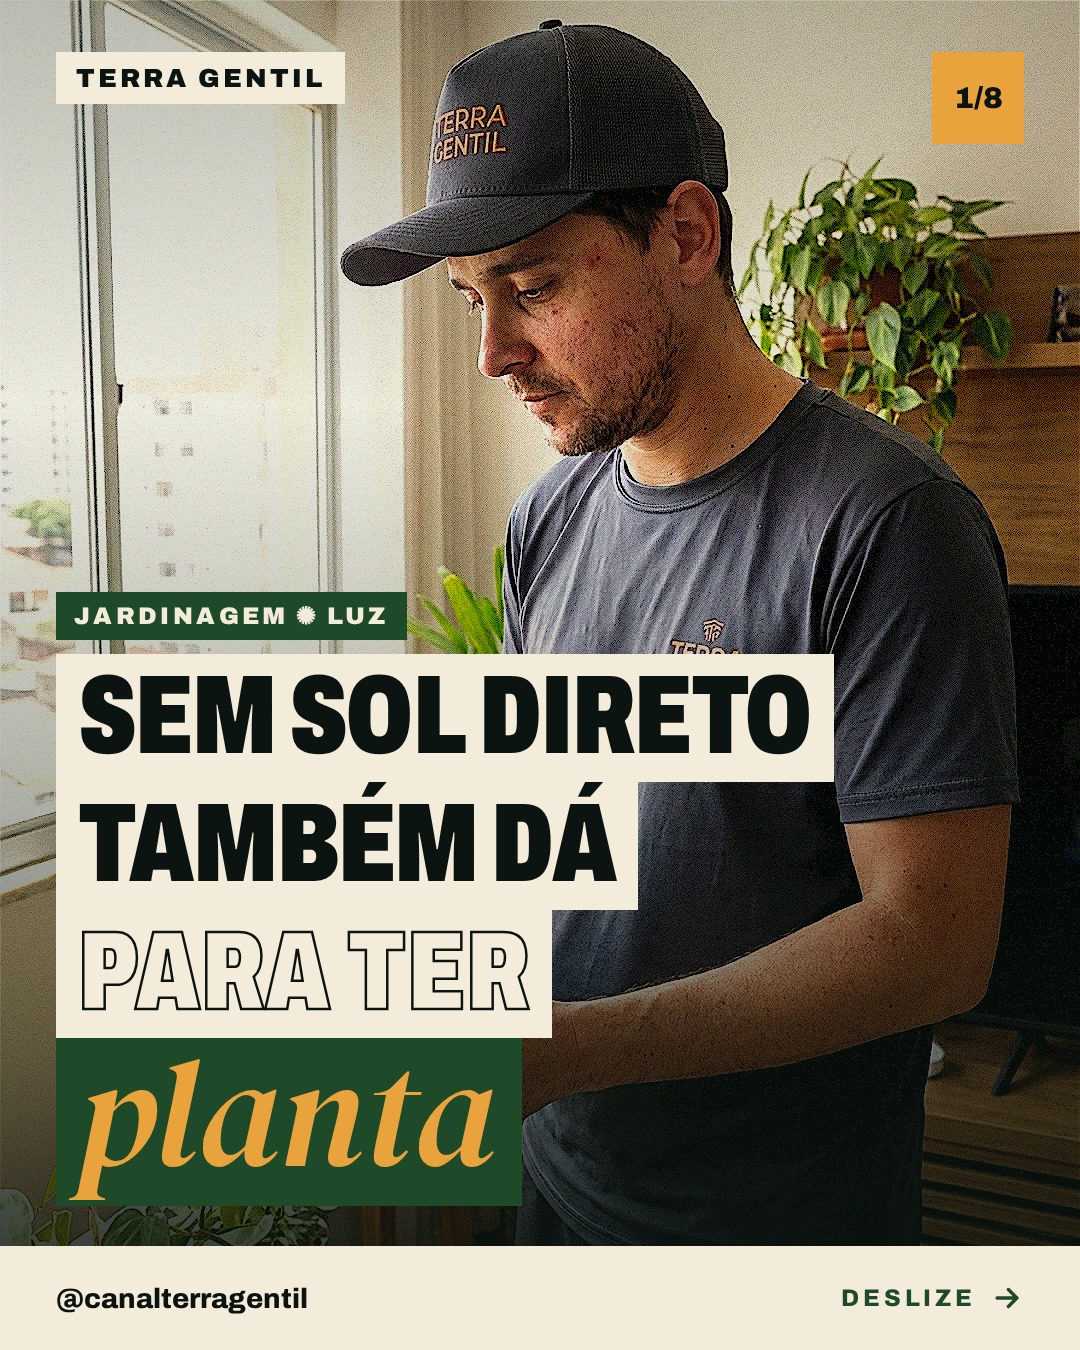 TERRA GENTIL
1/8
TERRA
GENTIL
JARDINAGEM ✺ LUZ
SEM SOL DIRETO
TAMBÉM DÁ
PARA TER
planta
@canalterragentil
DESLIZE →